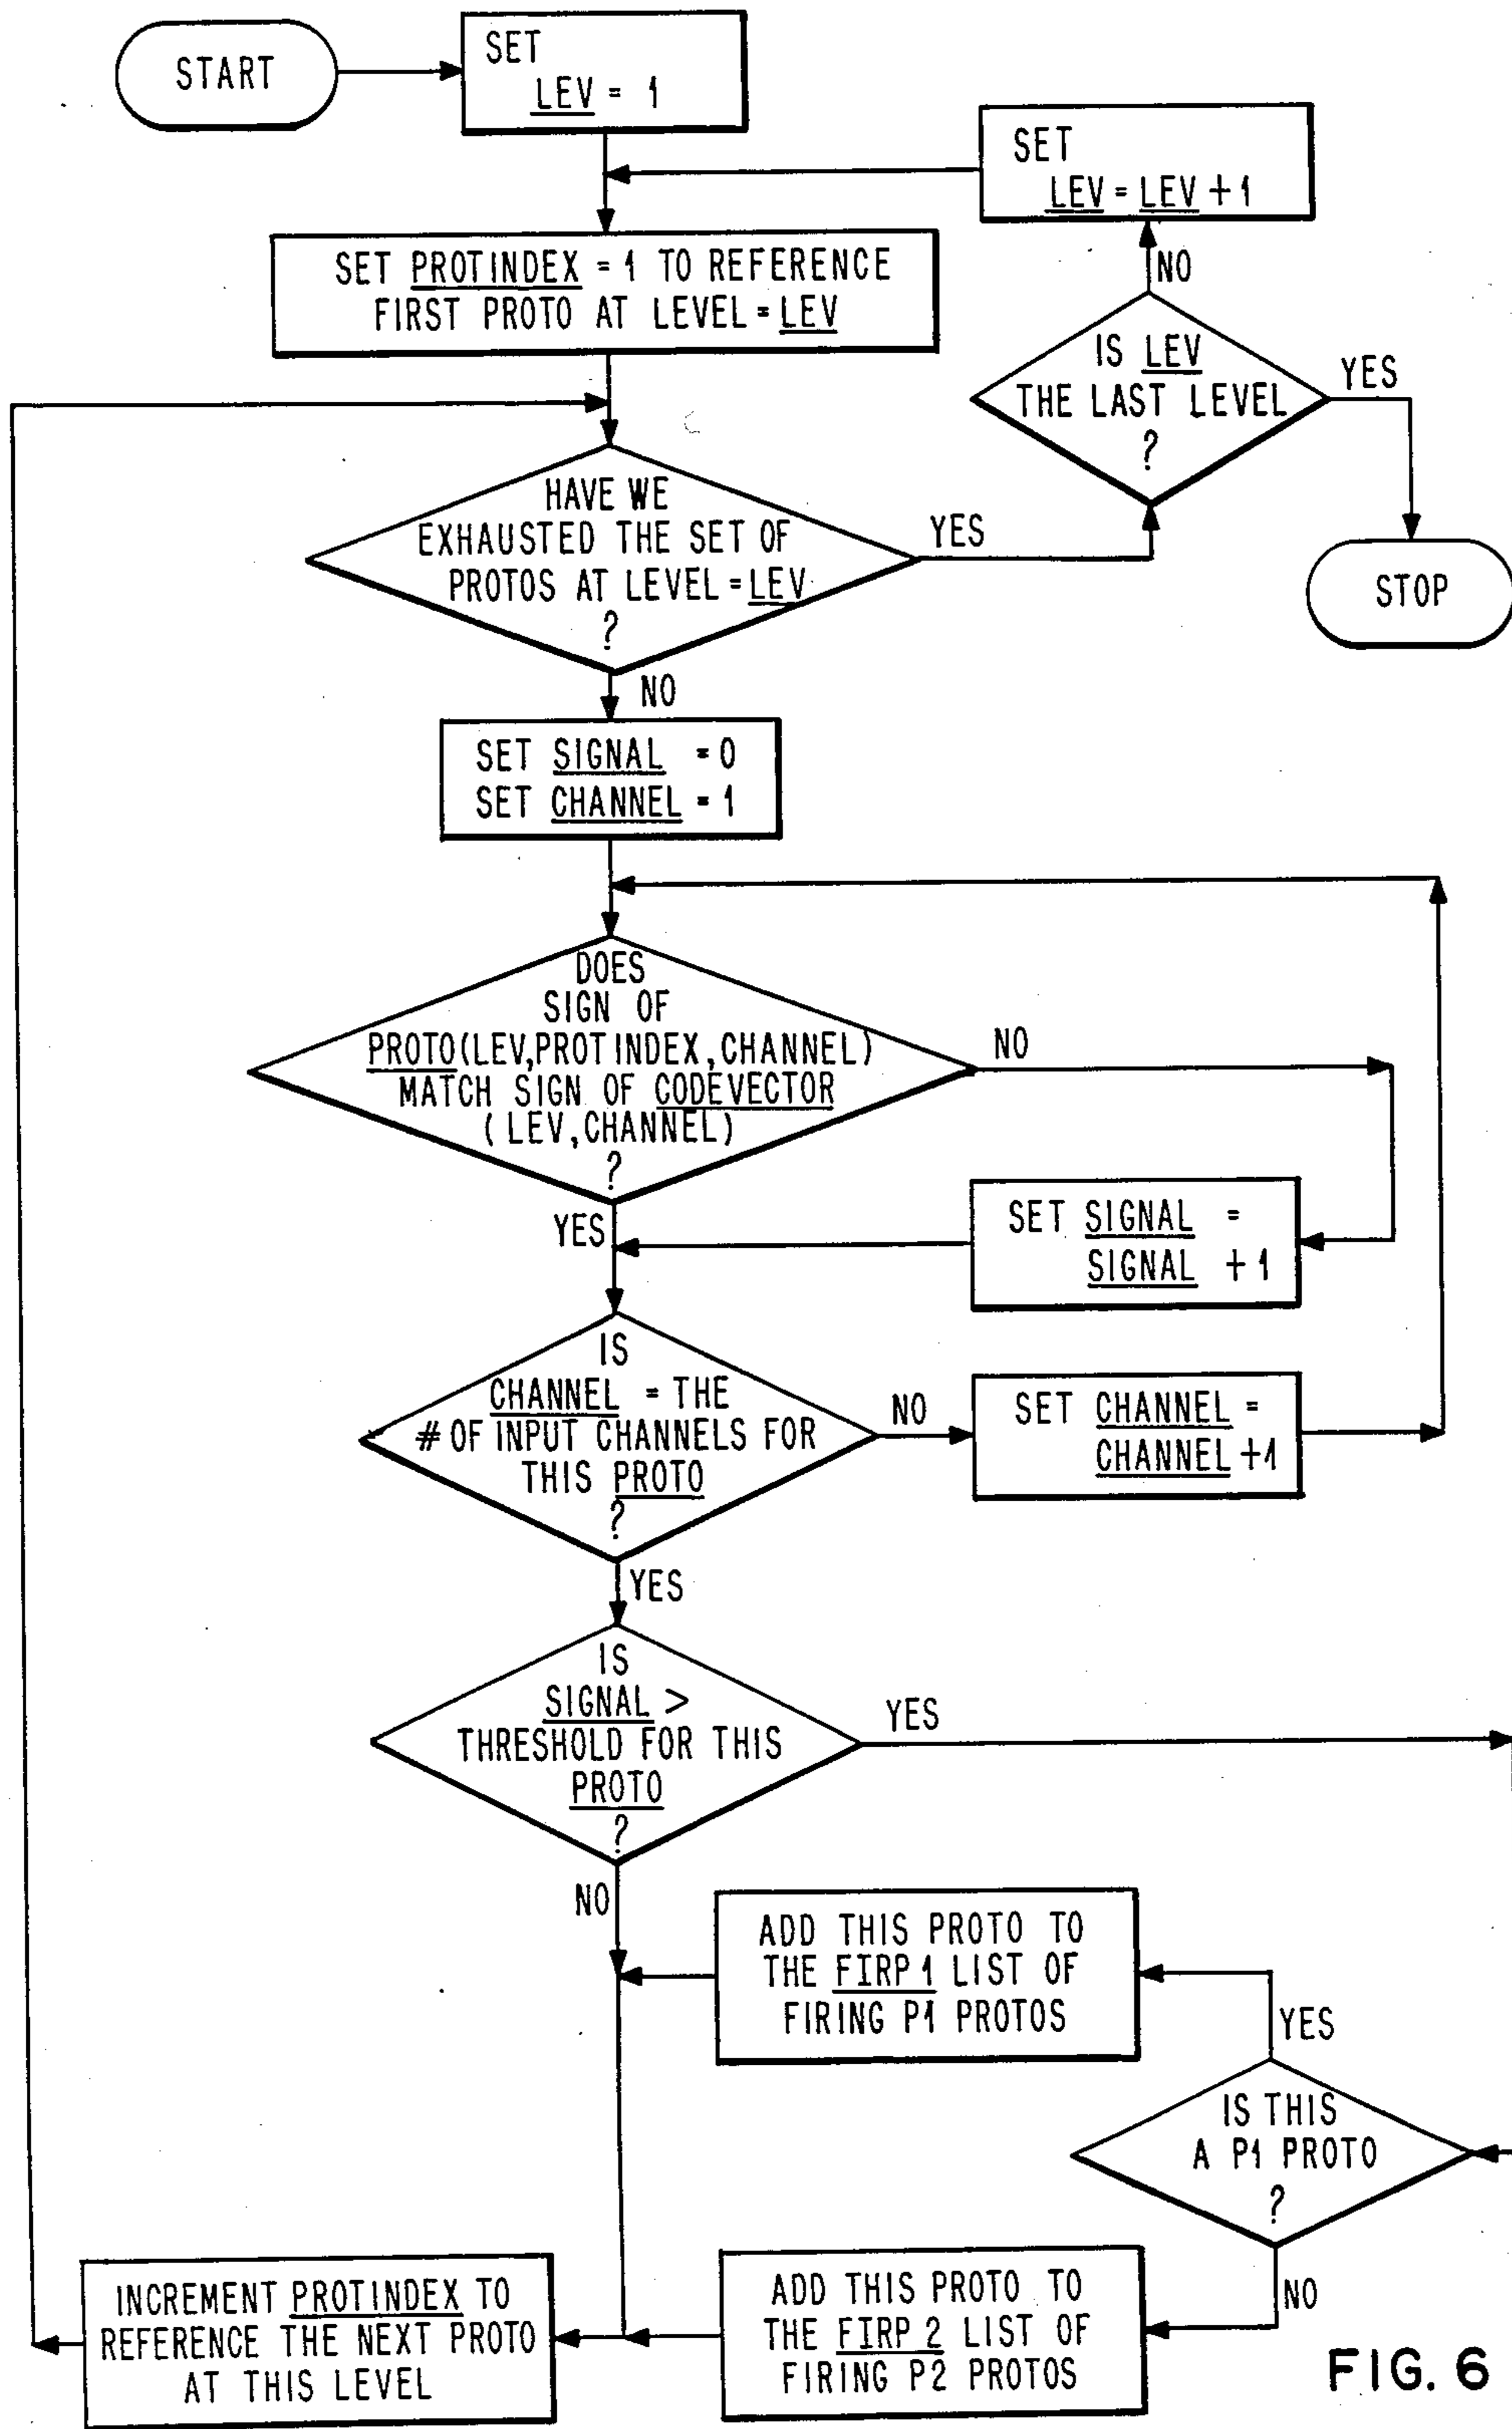 START
SET
LEV = 1
SET
LEV = LEV + 1
SET PROTINDEX = 1 TO REFERENCE
FIRST PROTO AT LEVEL = LEV
NO
IS LEV
THE LAST LEVEL
?
YES
STOP
HAVE WE
EXHAUSTED THE SET OF
PROTOS AT LEVEL = LEV
?
YES
NO
SET SIGNAL = 0
SET CHANNEL = 1
DOES
SIGN OF
PROTO(LEV,PROTINDEX,CHANNEL)
MATCH SIGN OF CODEVECTOR
(LEV,CHANNEL)
?
NO
YES
SET SIGNAL =
SIGNAL + 1
IS
CHANNEL = THE
# OF INPUT CHANNELS FOR
THIS PROTO
?
NO
SET CHANNEL =
CHANNEL +1
YES
IS
SIGNAL >
THRESHOLD FOR THIS
PROTO
?
YES
NO
ADD THIS PROTO TO
THE FIRP 1 LIST OF
FIRING P1 PROTOS
YES
IS THIS
A P1 PROTO
?
NO
ADD THIS PROTO TO
THE FIRP 2 LIST OF
FIRING P2 PROTOS
INCREMENT PROTINDEX TO
REFERENCE THE NEXT PROTO
AT THIS LEVEL
FIG. 6